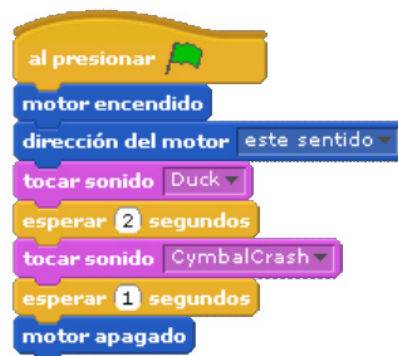 al presionar
motor encendido
dirección del motor este sentido
tocar sonido Duck
esperar 2 segundos
tocar sonido CymbalCrash
esperar 1 segundos
motor apagado